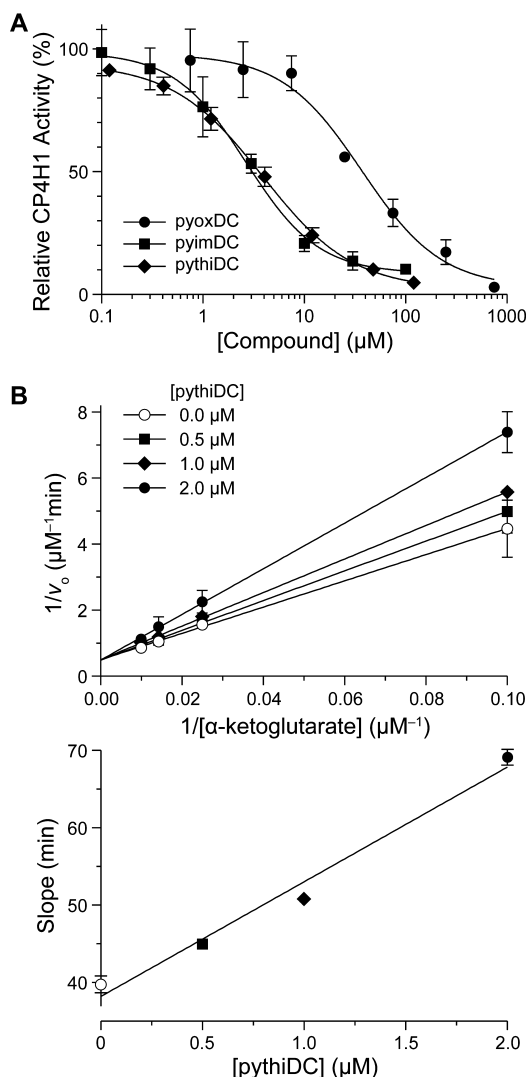 A
Relative CP4H1 Activity (%)
100
50
0
pyoxDC
pyimDC
pythiDC
0.1 1 10 100 1000
[Compound] (μM)
B
[pythiDC]
0.0 μM
0.5 μM
1.0 μM
2.0 μM
1/vₒ (μM⁻¹min)
8
6
4
2
0
0.00 0.02 0.04 0.06 0.08 0.10
1/[α-ketoglutarate] (μM⁻¹)
Slope (min)
70
60
50
40
0 0.5 1.0 1.5 2.0
[pythiDC] (μM)